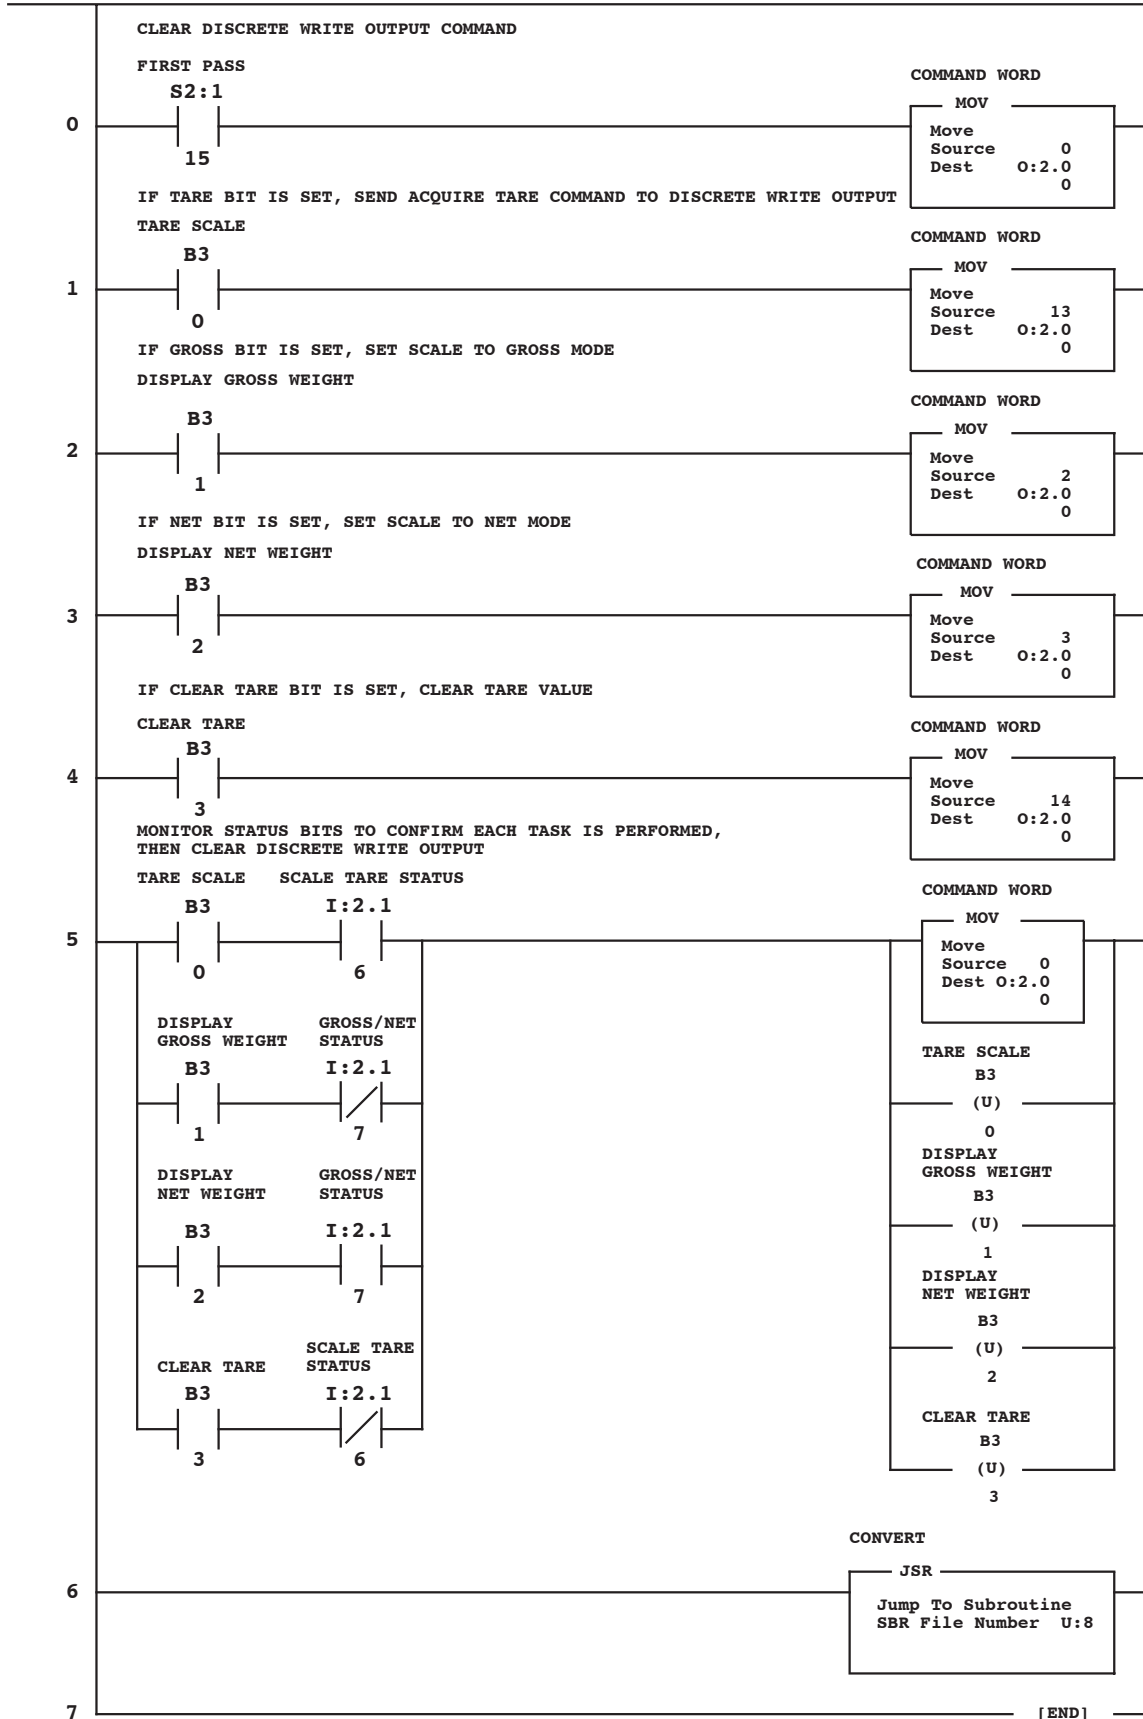 CLEAR DISCRETE WRITE OUTPUT COMMAND
FIRST PASS
S2:1
15
0
COMMAND WORD
MOV
Move
Source 0
Dest O:2.0
0
IF TARE BIT IS SET, SEND ACQUIRE TARE COMMAND TO DISCRETE WRITE OUTPUT
TARE SCALE
B3
0
1
COMMAND WORD
MOV
Move
Source 13
Dest O:2.0
0
IF GROSS BIT IS SET, SET SCALE TO GROSS MODE
DISPLAY GROSS WEIGHT
B3
1
2
COMMAND WORD
MOV
Move
Source 2
Dest O:2.0
0
IF NET BIT IS SET, SET SCALE TO NET MODE
DISPLAY NET WEIGHT
B3
2
3
COMMAND WORD
MOV
Move
Source 3
Dest O:2.0
0
IF CLEAR TARE BIT IS SET, CLEAR TARE VALUE
CLEAR TARE
B3
3
4
COMMAND WORD
MOV
Move
Source 14
Dest O:2.0
0
MONITOR STATUS BITS TO CONFIRM EACH TASK IS PERFORMED,
THEN CLEAR DISCRETE WRITE OUTPUT
TARE SCALE SCALE TARE STATUS
B3 I:2.1
5
0 6
DISPLAY GROSS/NET
GROSS WEIGHT STATUS
B3 I:2.1
1 7
DISPLAY GROSS/NET
NET WEIGHT STATUS
B3 I:2.1
2 7
SCALE TARE
CLEAR TARE STATUS
B3 I:2.1
3 6
COMMAND WORD
MOV
Move
Source 0
Dest O:2.0
0
TARE SCALE
B3
(U)
0
DISPLAY
GROSS WEIGHT
B3
(U)
1
DISPLAY
NET WEIGHT
B3
(U)
2
CLEAR TARE
B3
(U)
3
CONVERT
JSR
6
Jump To Subroutine
SBR File Number U:8
7
[END]